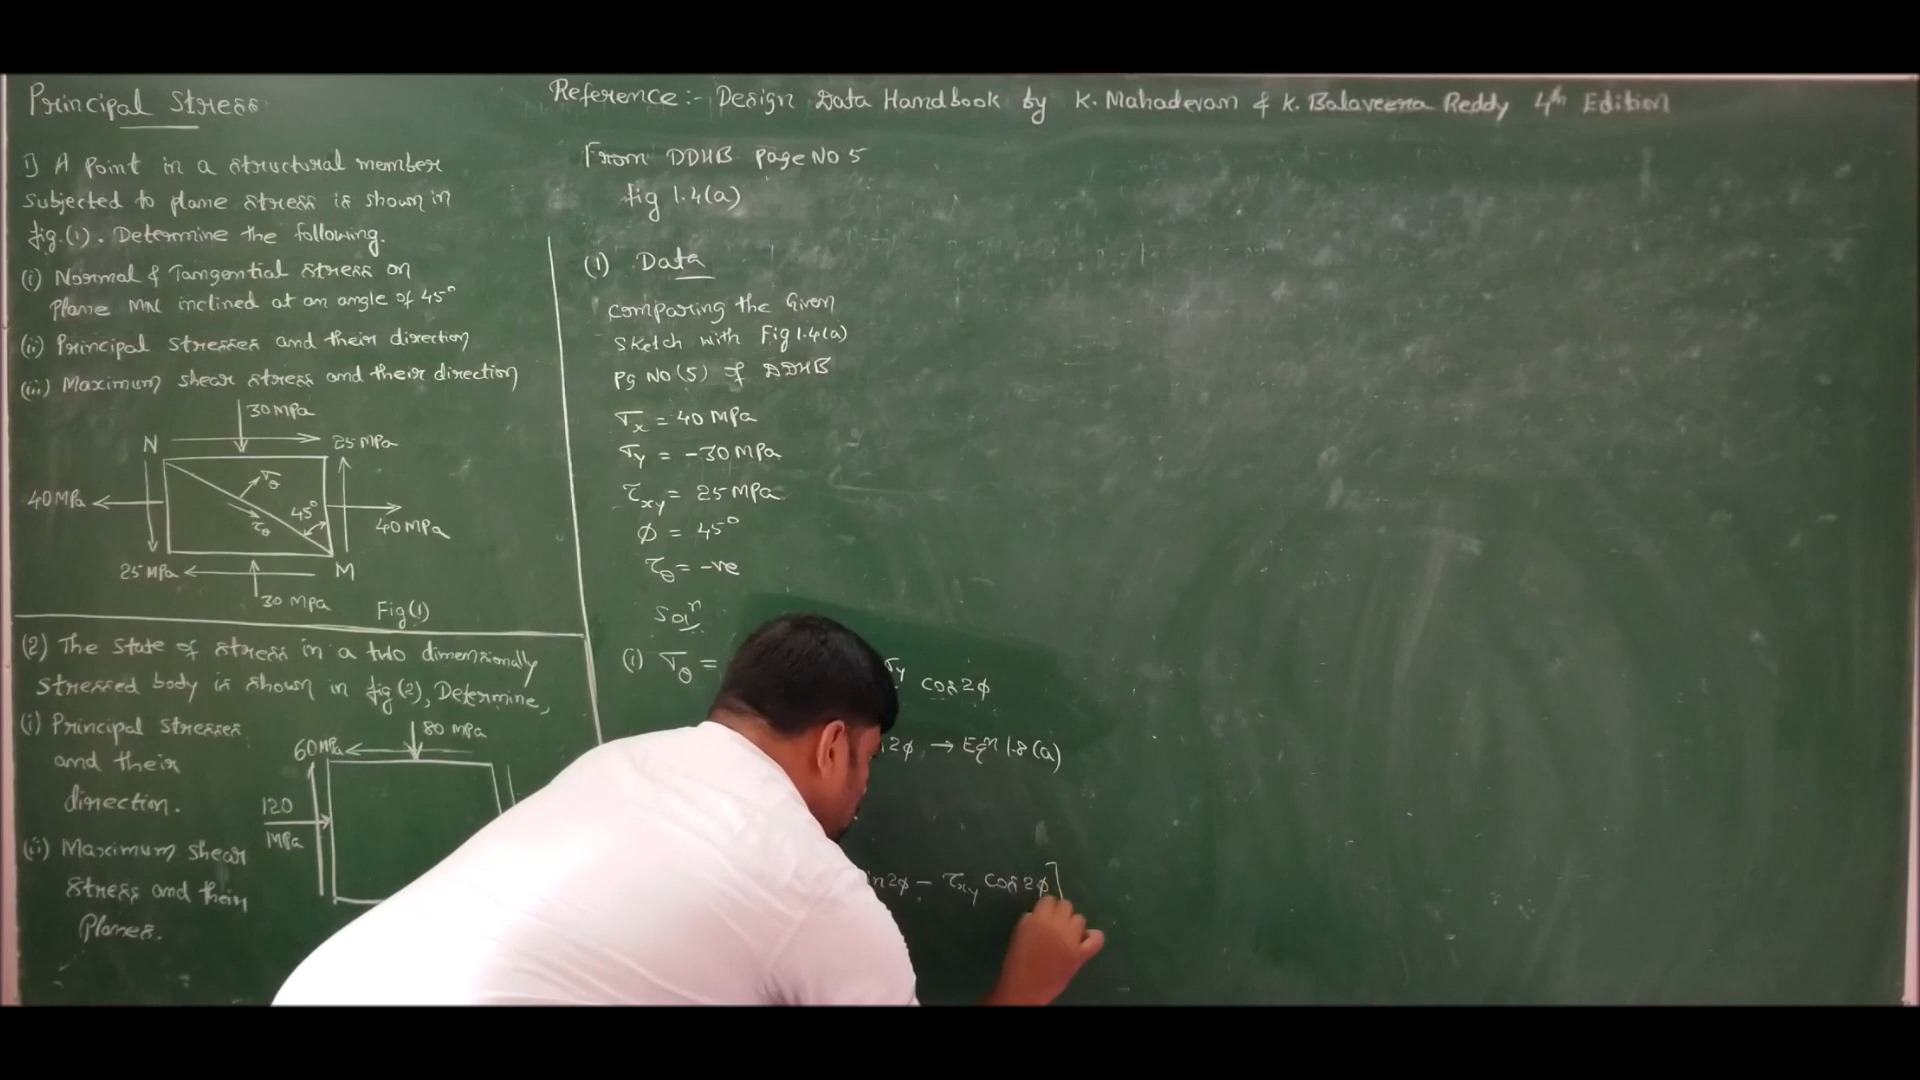 Principal Stress
Reference:- Design Data Handbook by K. Mahadevan & K. Balaveera Reddy 4th Edition
1) A Point in a structural member
subjected to plane stress is shown in
fig.(1). Determine the following.
(i) Normal & Tangential stress on
Plane MN inclined at an angle of 45°
(ii) Principal stresses and their direction
(iii) Maximum shear stress and their direction
30 MPa
N
25 MPa
σθ
40 MPa
45°
τθ
40 MPa
25 MPa
M
30 MPa
Fig(1)
(2) The state of stress in a two dimensionally
stressed body is shown in fig(2), Determine,
(i) Principal stresses
and their
direction.
(ii) Maximum shear
stress and their
Planes.
80 MPa
60 MPa
120
MPa
From DDHB Page No 5
fig 1.4(a)
(1) Data
comparing the Given
sketch with Fig 1.4(a)
Pg No(5) of DDHB
σx = 40 MPa
σy = -30 MPa
τxy = 25 MPa
φ = 45°
τθ = -ve
Solⁿ
(i) σθ =
σy cos2φ
2φ → Eqⁿ 1.8(a)
in2φ - τxy cos2φ]